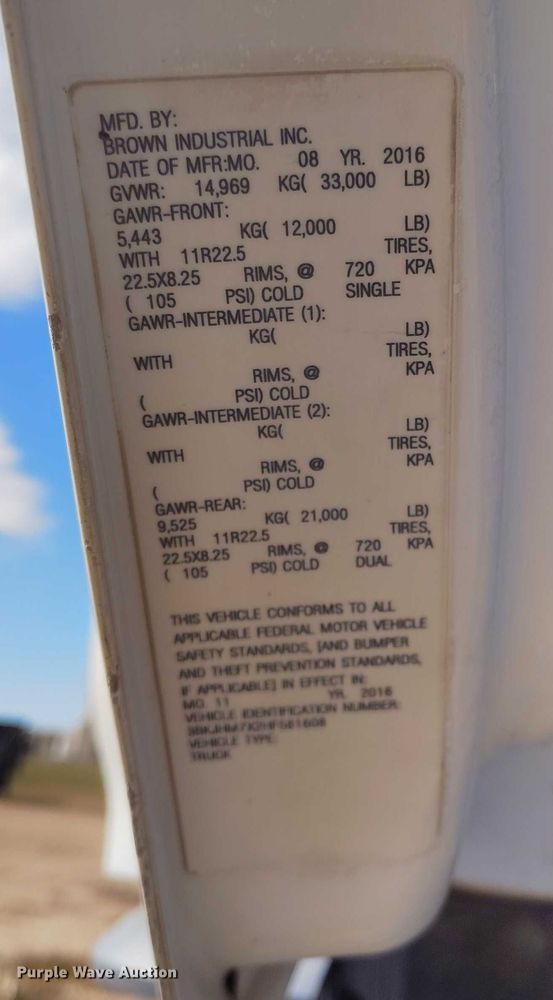 MFD. BY:
BROWN INDUSTRIAL INC.
DATE OF MFR:MO. 08 YR. 2016
GVWR: 14,969 KG( 33,000 LB)
GAWR-FRONT:
5,443 KG( 12,000 LB)
WITH 11R22.5 TIRES,
22.5X8.25 RIMS, @ 720 KPA
( 105 PSI) COLD SINGLE
GAWR-INTERMEDIATE (1):
KG( LB)
WITH TIRES,
RIMS, @ KPA
( PSI) COLD
GAWR-INTERMEDIATE (2):
KG( LB)
WITH TIRES,
RIMS, @ KPA
( PSI) COLD
GAWR-REAR:
9,525 KG( 21,000 LB)
WITH 11R22.5 TIRES,
22.5X8.25 RIMS, @ 720 KPA
( 105 PSI) COLD DUAL
THIS VEHICLE CONFORMS TO ALL
APPLICABLE FEDERAL MOTOR VEHICLE
SAFETY STANDARDS, [AND BUMPER
AND THEFT PREVENTION STANDARDS,
IF APPLICABLE] IN EFFECT IN:
MO. 11 YR. 2016
VEHICLE IDENTIFICATION NUMBER:
VEHICLE TYPE:
TRUCK
Purple Wave Auction